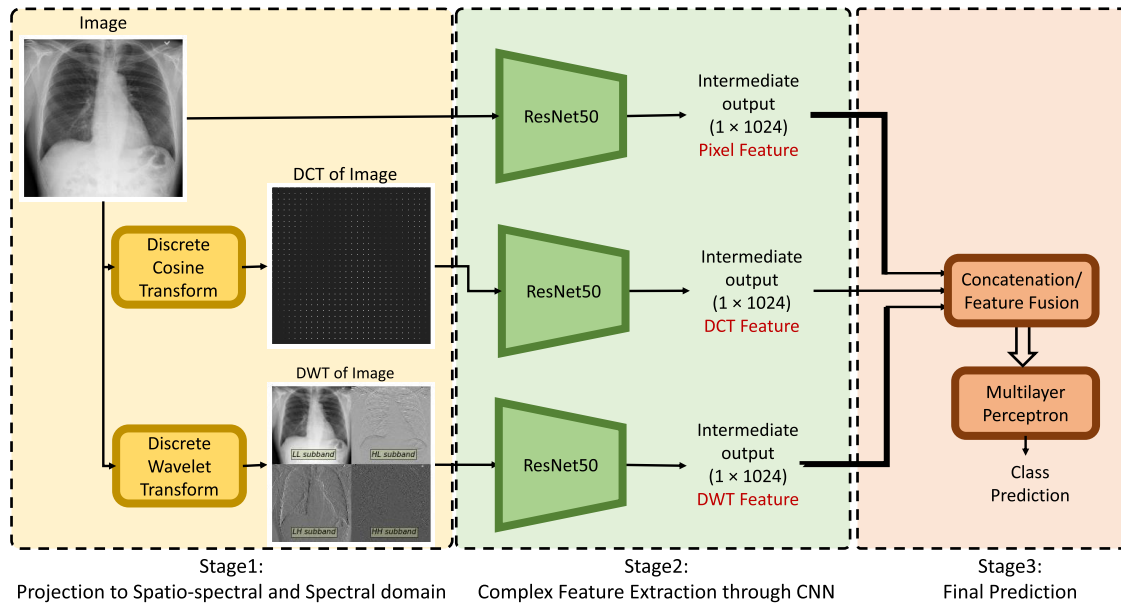 Image
DCT of Image
Discrete
Cosine
Transform
DWT of Image
Discrete
Wavelet
Transform
LL subband
HL subband
LH subband
HH subband
Stage1:
Projection to Spatio-spectral and Spectral domain
ResNet50
Intermediate
output
(1 × 1024)
Pixel Feature
ResNet50
Intermediate
output
(1 × 1024)
DCT Feature
ResNet50
Intermediate
output
(1 × 1024)
DWT Feature
Stage2:
Complex Feature Extraction through CNN
Concatenation/
Feature Fusion
Multilayer
Perceptron
Class
Prediction
Stage3:
Final Prediction